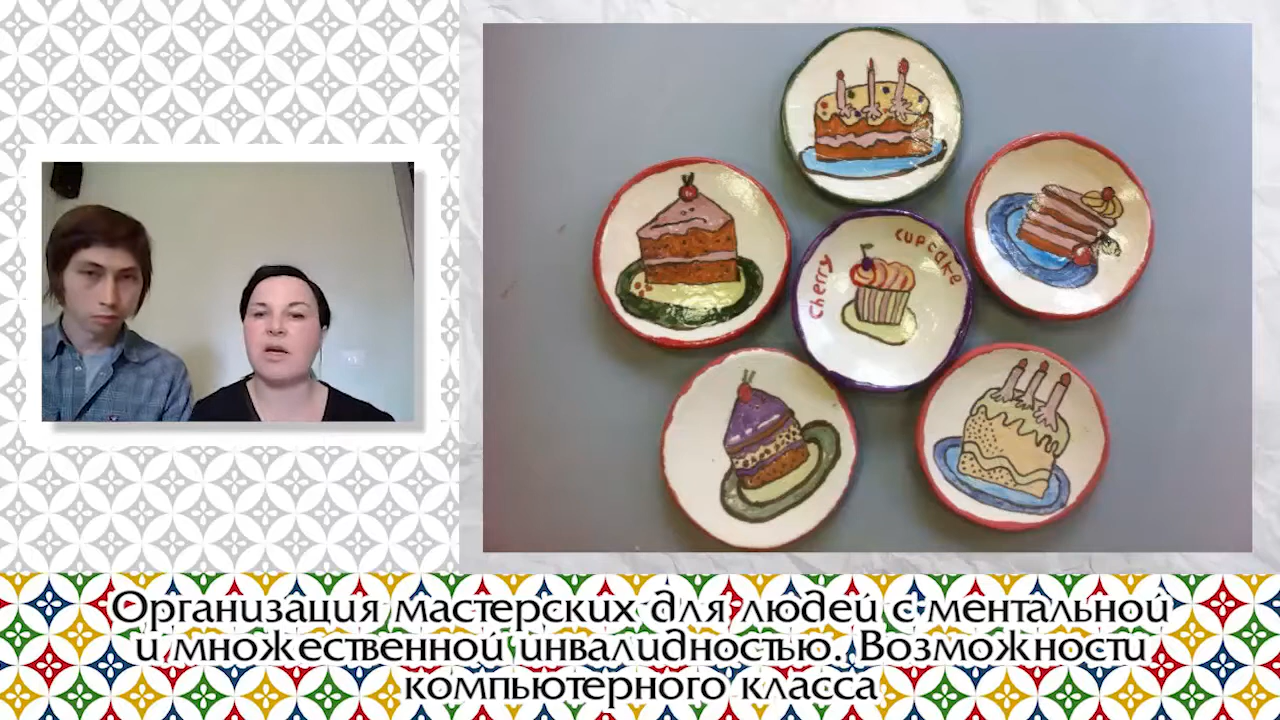 cherry cupcake
Организация мастерских для людей с ментальной
и множественной инвалидностью. Возможности
компьютерного класса